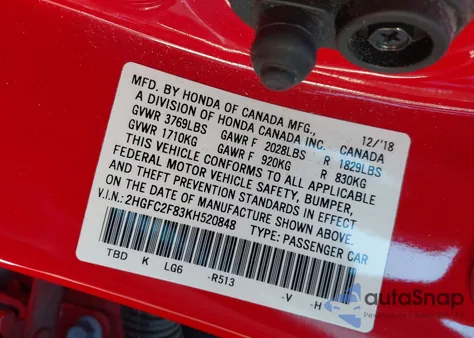 MFD. BY HONDA OF CANADA MFG.,
A DIVISION OF HONDA CANADA INC., CANADA 12/'18
GVWR 3769LBS GAWR F 2028LBS R 1829LBS
GVWR 1710KG GAWR F 920KG R 830KG
THIS VEHICLE CONFORMS TO ALL APPLICABLE
FEDERAL MOTOR VEHICLE SAFETY, BUMPER,
AND THEFT PREVENTION STANDARDS IN EFFECT
ON THE DATE OF MANUFACTURE SHOWN ABOVE.
V.I.N.: 2HGFC2F83KH520848 TYPE: PASSENGER CAR
TBD K LG6 -R513 -V -H
autoSnap